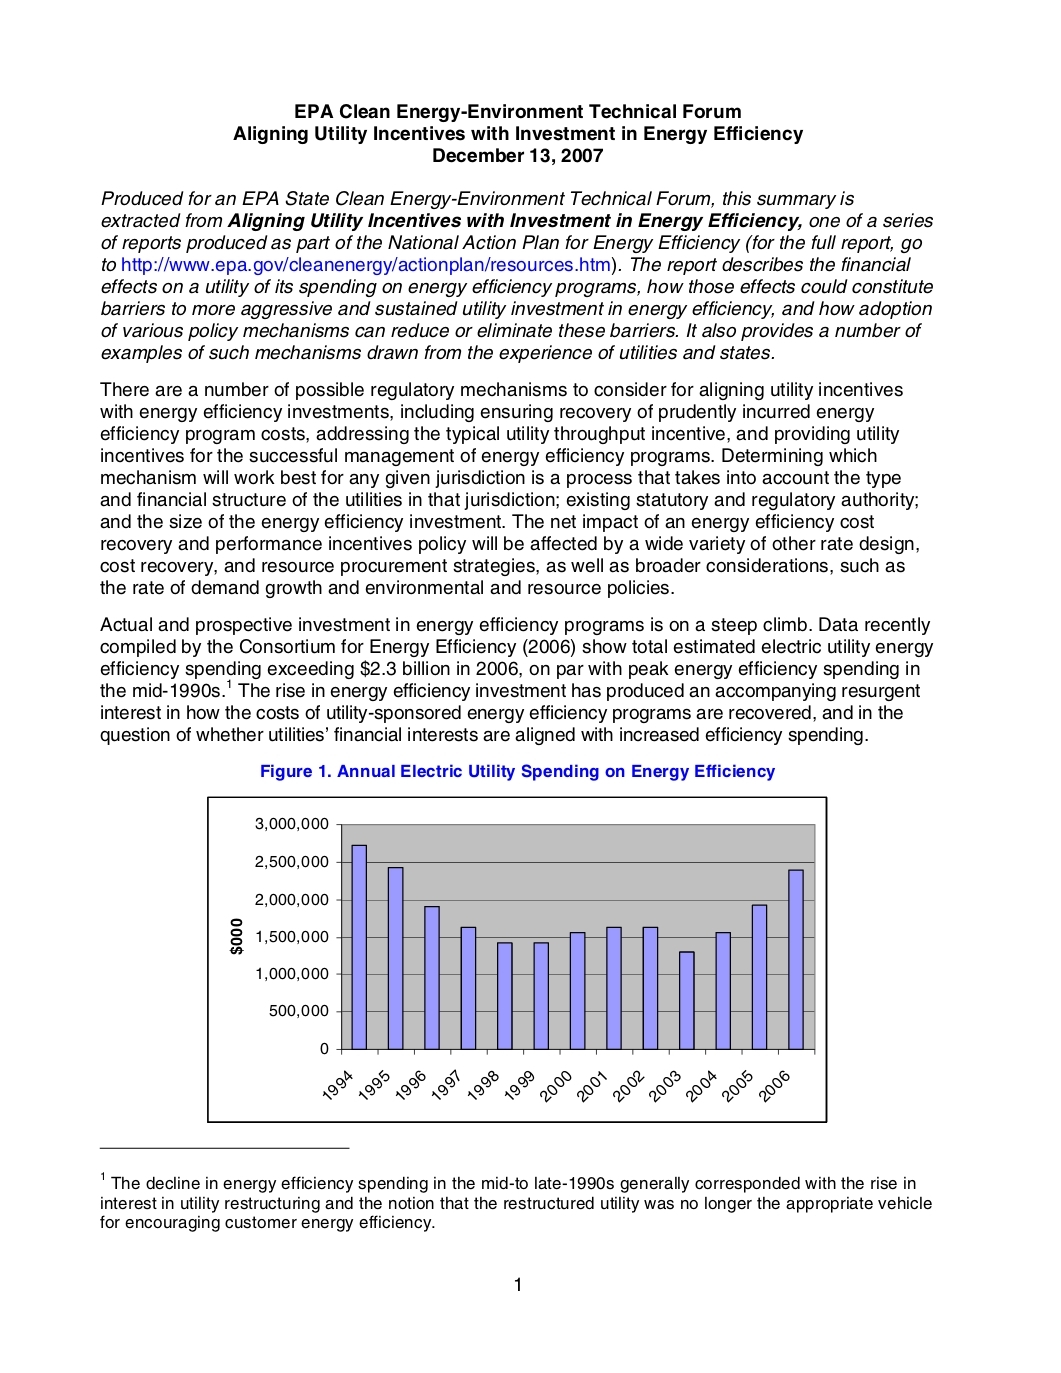 EPA Clean Energy-Environment Technical Forum
Aligning Utility Incentives with Investment in Energy Efficiency
December 13, 2007
Produced for an EPA State Clean Energy-Environment Technical Forum, this summary is
extracted from Aligning Utility Incentives with Investment in Energy Efficiency, one of a series
of reports produced as part of the National Action Plan for Energy Efficiency (for the full report, go
to http://www.epa.gov/cleanenergy/actionplan/resources.htm). The report describes the financial
effects on a utility of its spending on energy efficiency programs, how those effects could constitute
barriers to more aggressive and sustained utility investment in energy efficiency, and how adoption
of various policy mechanisms can reduce or eliminate these barriers. It also provides a number of
examples of such mechanisms drawn from the experience of utilities and states.
There are a number of possible regulatory mechanisms to consider for aligning utility incentives
with energy efficiency investments, including ensuring recovery of prudently incurred energy
efficiency program costs, addressing the typical utility throughput incentive, and providing utility
incentives for the successful management of energy efficiency programs. Determining which
mechanism will work best for any given jurisdiction is a process that takes into account the type
and financial structure of the utilities in that jurisdiction; existing statutory and regulatory authority;
and the size of the energy efficiency investment. The net impact of an energy efficiency cost
recovery and performance incentives policy will be affected by a wide variety of other rate design,
cost recovery, and resource procurement strategies, as well as broader considerations, such as
the rate of demand growth and environmental and resource policies.
Actual and prospective investment in energy efficiency programs is on a steep climb. Data recently
compiled by the Consortium for Energy Efficiency (2006) show total estimated electric utility energy
efficiency spending exceeding $2.3 billion in 2006, on par with peak energy efficiency spending in
the mid-1990s.1 The rise in energy efficiency investment has produced an accompanying resurgent
interest in how the costs of utility-sponsored energy efficiency programs are recovered, and in the
question of whether utilities’ financial interests are aligned with increased efficiency spending.
Figure 1. Annual Electric Utility Spending on Energy Efficiency
3,000,000
2,500,000
2,000,000
1,500,000
1,000,000
500,000
0
$000
1994 1995 1996 1997 1998 1999 2000 2001 2002 2003 2004 2005 2006
1 The decline in energy efficiency spending in the mid-to late-1990s generally corresponded with the rise in
interest in utility restructuring and the notion that the restructured utility was no longer the appropriate vehicle
for encouraging customer energy efficiency.
1